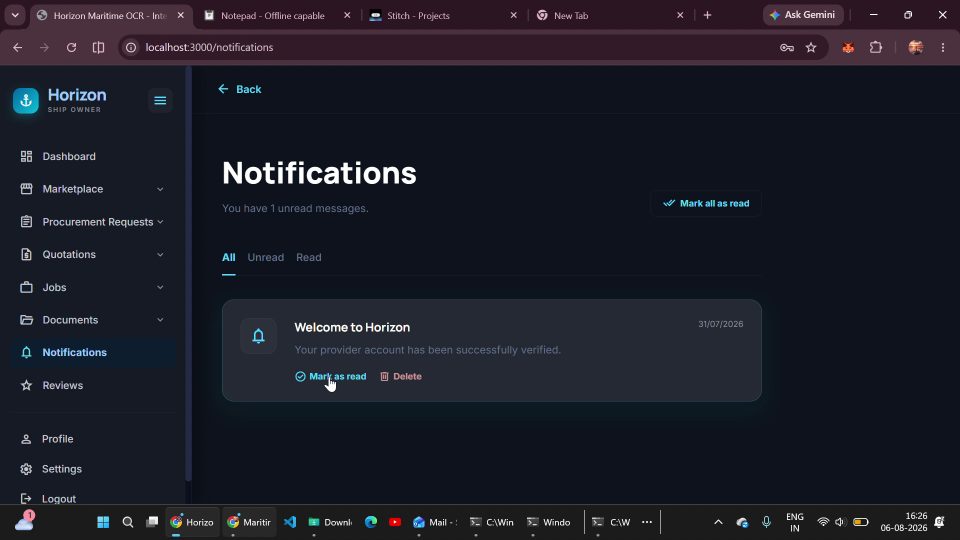 Horizon Maritime OCR - Inte
Notepad - Offline capable
Stitch - Projects
New Tab
Ask Gemini
localhost:3000/notifications
Horizon
SHIP OWNER
Dashboard
Marketplace
Procurement Requests
Quotations
Jobs
Documents
Notifications
Reviews
Profile
Settings
Logout
Back
Notifications
You have 1 unread messages.
Mark all as read
All Unread Read
Welcome to Horizon
31/07/2026
Your provider account has been successfully verified.
Mark as read Delete
1
Horizo
Maritir
Downl
Mail -
C:\Win
Windo
C:\W
ENG
IN
16:26
06-08-2026